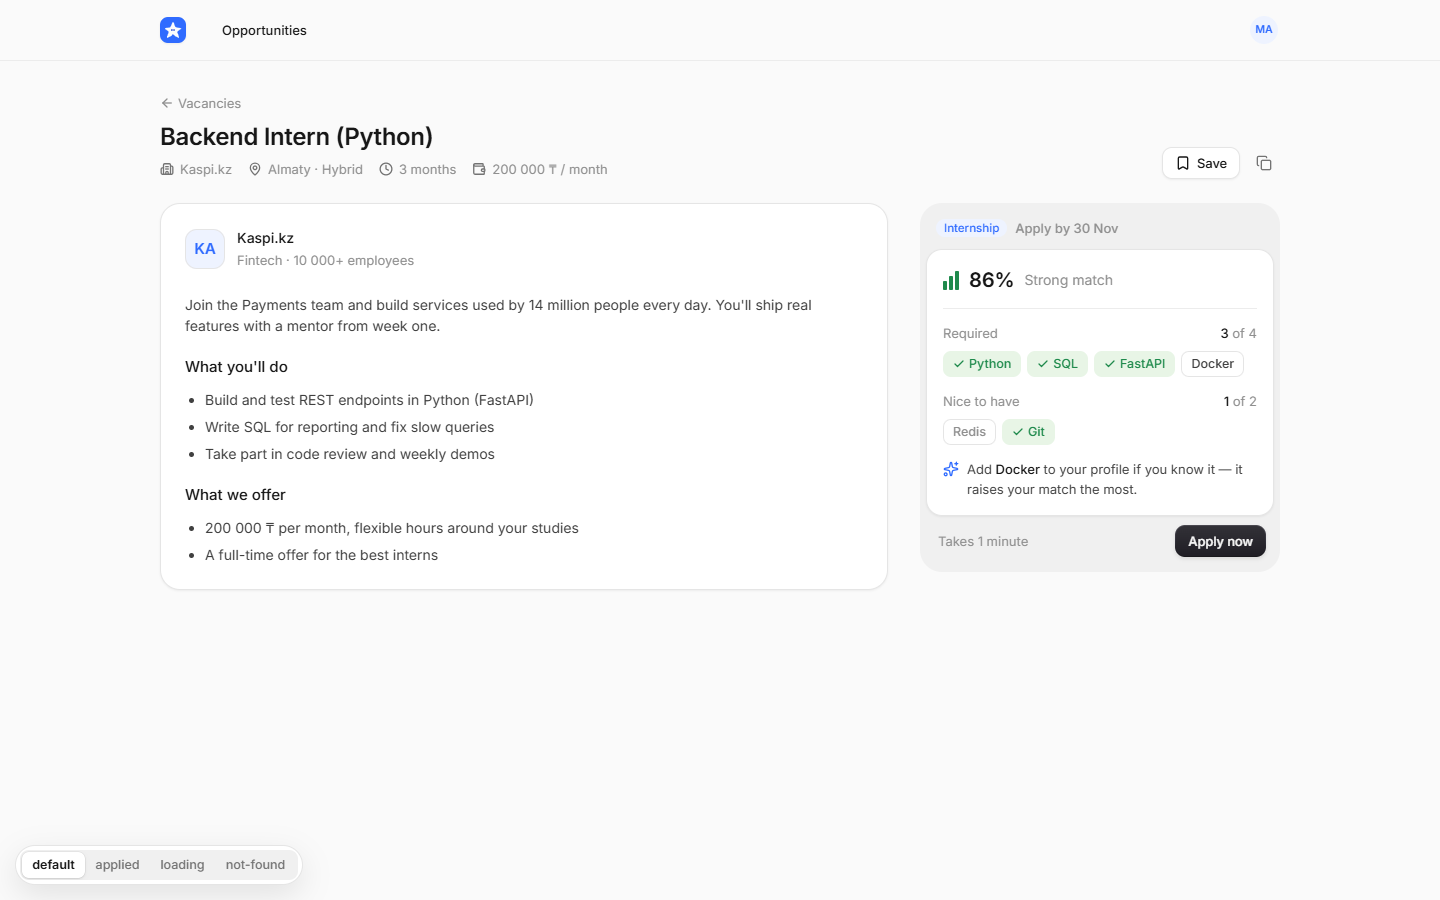 Opportunities
MA
Vacancies
Backend Intern (Python)
Kaspi.kz
Almaty · Hybrid
3 months
200 000 ₸ / month
Save
KA
Kaspi.kz
Fintech · 10 000+ employees
Join the Payments team and build services used by 14 million people every day. You'll ship real
features with a mentor from week one.
What you'll do
• Build and test REST endpoints in Python (FastAPI)
• Write SQL for reporting and fix slow queries
• Take part in code review and weekly demos
What we offer
• 200 000 ₸ per month, flexible hours around your studies
• A full-time offer for the best interns
Internship
Apply by 30 Nov
86% Strong match
Required 3 of 4
Python SQL FastAPI Docker
Nice to have 1 of 2
Redis Git
Add Docker to your profile if you know it — it
raises your match the most.
Takes 1 minute
Apply now
default applied loading not-found